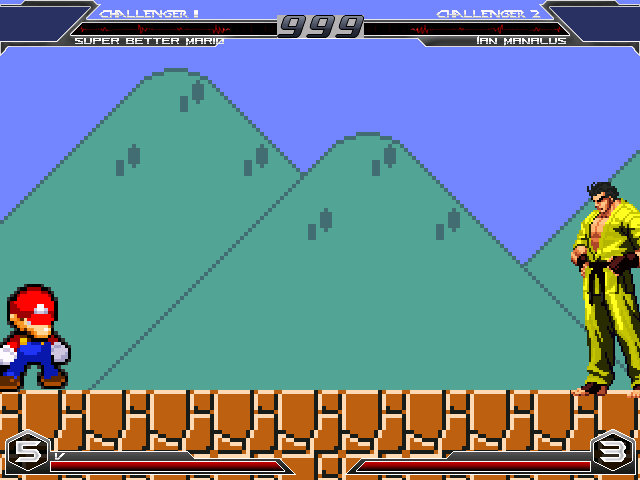 CHALLENGER 1
CHALLENGER 2
999
SUPER BETTER MARIO
IAN MANALUS
5
V
3